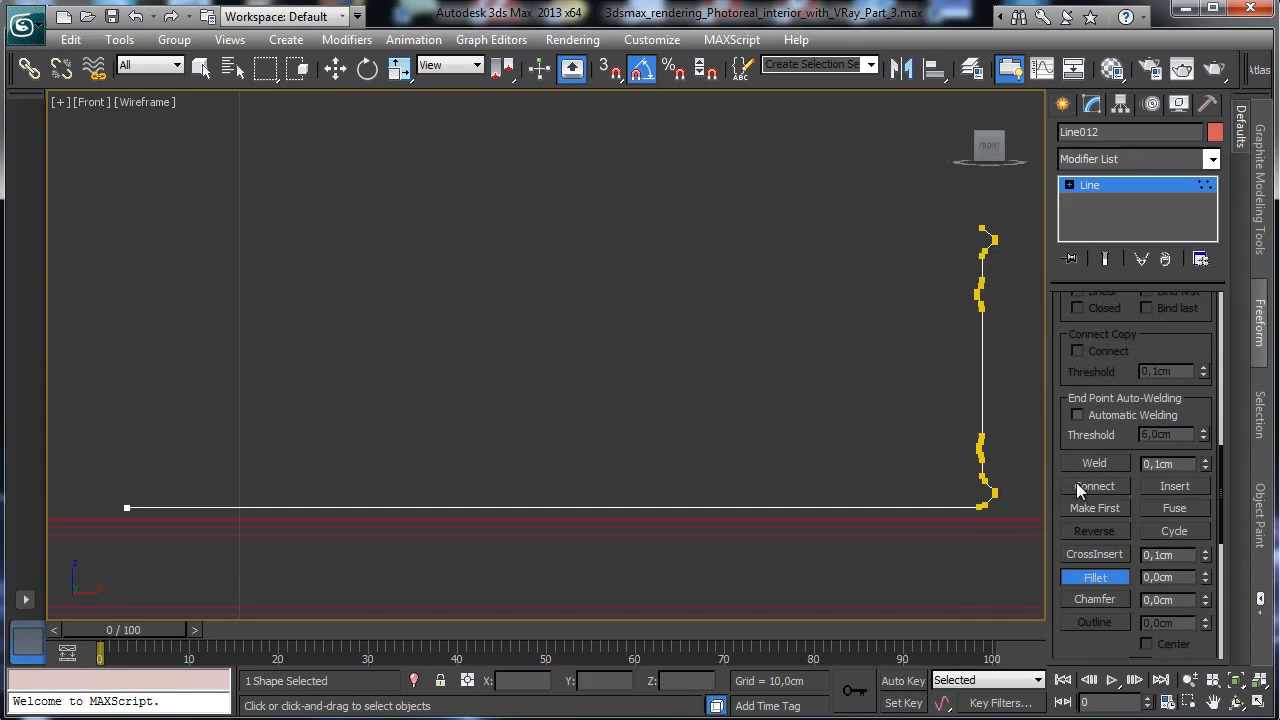 Workspace: Default
Autodesk 3ds Max 2013 x64 3dsmax_rendering_Photoreal_interior_with_VRay_Part_3.max
Edit Tools Group Views Create Modifiers Animation Graph Editors Rendering Customize MAXScript Help
All View 3 Create Selection Se Atlas
[+] [Front] [Wireframe]
FRONT
Line012
Modifier List
Line
Defaults
Graphite Modeling Tools
Freeform
Selection
Object Paint
Closed Bind last
Connect Copy
Connect
Threshold 0,1cm
End Point Auto-Welding
Automatic Welding
Threshold 6,0cm
Weld 0,1cm
Connect Insert
Make First Fuse
Reverse Cycle
CrossInsert 0,1cm
Fillet 0,0cm
Chamfer 0,0cm
Outline 0,0cm
Center
z
x
< 0 / 100 >
0 10 20 30 40 50 60 70 80 90 100
1 Shape Selected X: Y: Z: Grid = 10,0cm Auto Key Selected
Welcome to MAXScript. Click or click-and-drag to select objects Add Time Tag Set Key Key Filters... 0